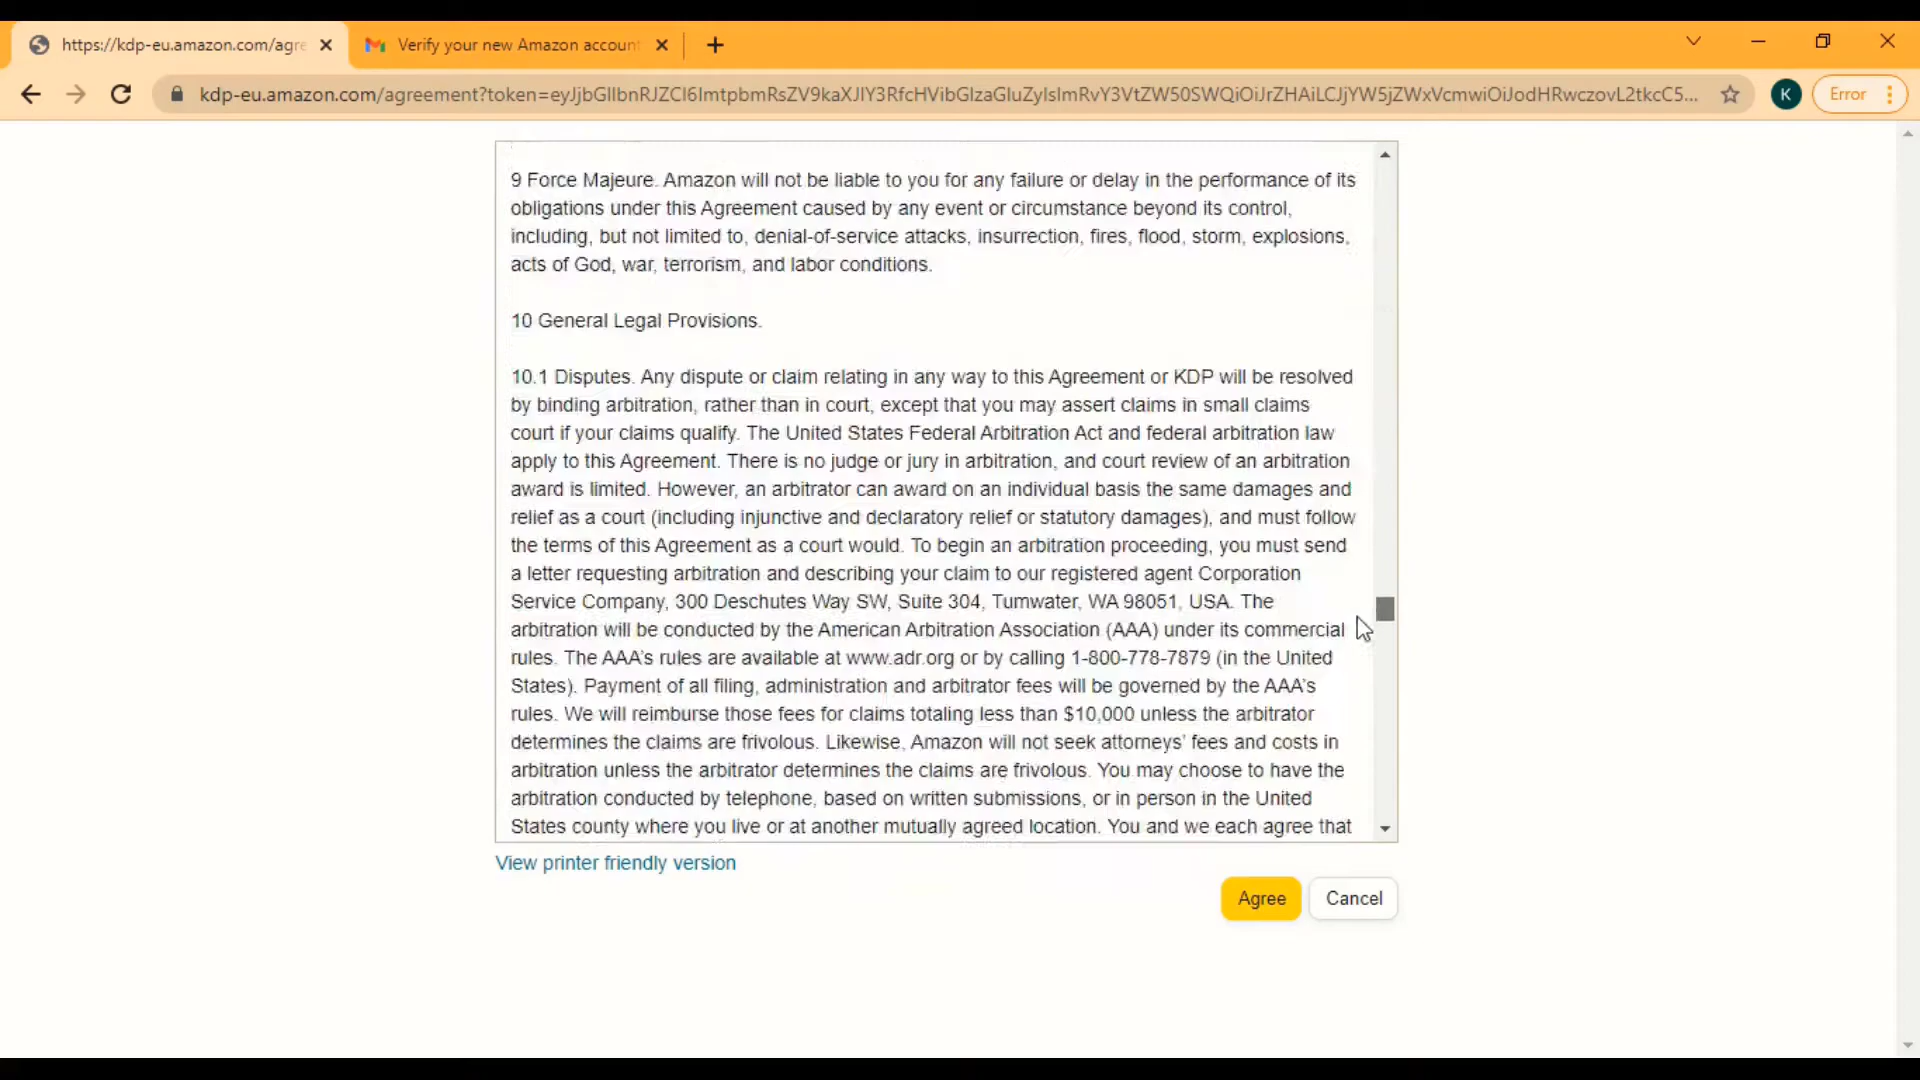 https://kdp-eu.amazon.com/agre
Verify your new Amazon accoun
kdp-eu.amazon.com/agreement?token=eyJjbGllbnRJZCI6ImtpbmRsZV9kaXJlY3RfcHVibGlzaGluZyIsImRvY3VtZW50SWQiOiJrZHAiLCJjYW5jZWxVcmwiOiJodHRwczovL2tkcC5...
K
Error
9 Force Majeure. Amazon will not be liable to you for any failure or delay in the performance of its
obligations under this Agreement caused by any event or circumstance beyond its control,
including, but not limited to, denial-of-service attacks, insurrection, fires, flood, storm, explosions,
acts of God, war, terrorism, and labor conditions.
10 General Legal Provisions.
10.1 Disputes. Any dispute or claim relating in any way to this Agreement or KDP will be resolved
by binding arbitration, rather than in court, except that you may assert claims in small claims
court if your claims qualify. The United States Federal Arbitration Act and federal arbitration law
apply to this Agreement. There is no judge or jury in arbitration, and court review of an arbitration
award is limited. However, an arbitrator can award on an individual basis the same damages and
relief as a court (including injunctive and declaratory relief or statutory damages), and must follow
the terms of this Agreement as a court would. To begin an arbitration proceeding, you must send
a letter requesting arbitration and describing your claim to our registered agent Corporation
Service Company, 300 Deschutes Way SW, Suite 304, Tumwater, WA 98051, USA. The
arbitration will be conducted by the American Arbitration Association (AAA) under its commercial
rules. The AAA's rules are available at www.adr.org or by calling 1-800-778-7879 (in the United
States). Payment of all filing, administration and arbitrator fees will be governed by the AAA's
rules. We will reimburse those fees for claims totaling less than $10,000 unless the arbitrator
determines the claims are frivolous. Likewise, Amazon will not seek attorneys' fees and costs in
arbitration unless the arbitrator determines the claims are frivolous. You may choose to have the
arbitration conducted by telephone, based on written submissions, or in person in the United
States county where you live or at another mutually agreed location. You and we each agree that
View printer friendly version
Agree
Cancel